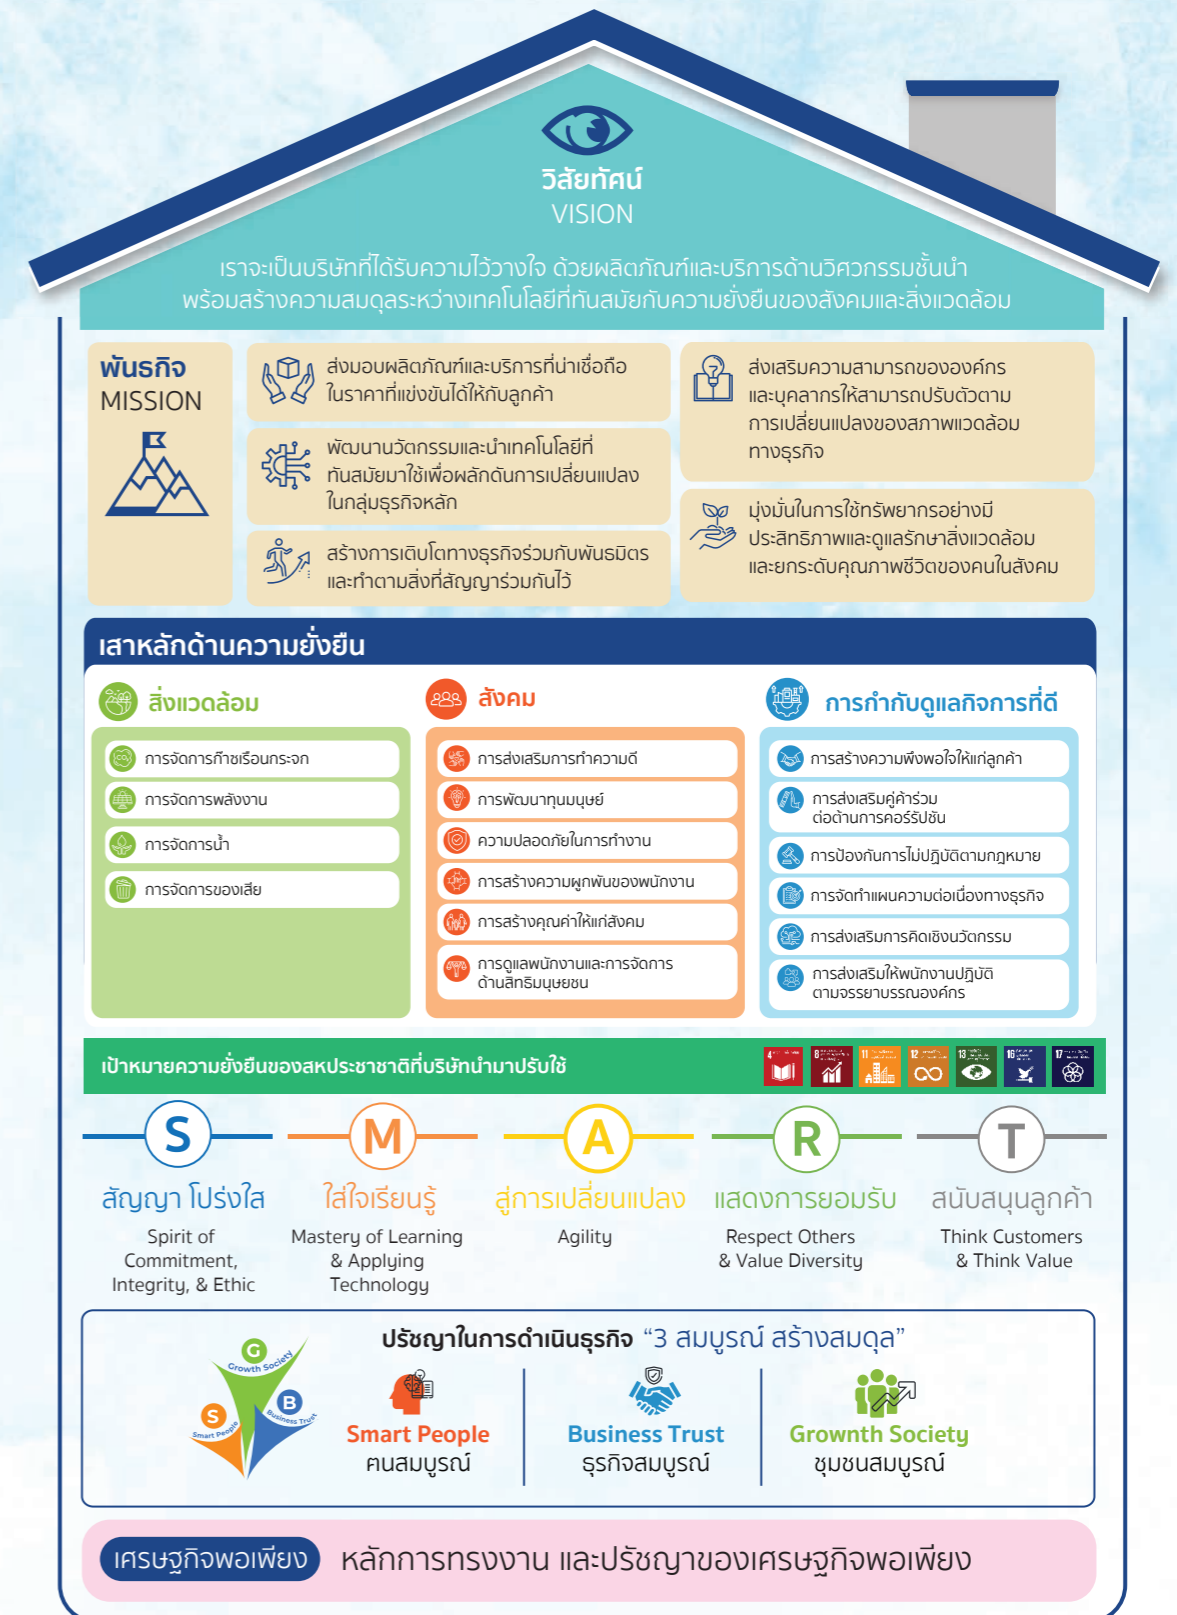 วิสัยทัศน์
VISION
เราจะเป็นบริษัทที่ได้รับความไว้วางใจ ด้วยผลิตภัณฑ์และบริการด้านวิศวกรรมชั้นนำ
พร้อมสร้างความสมดุลระหว่างเทคโนโลยีที่ทันสมัยกับความยั่งยืนของสังคมและสิ่งแวดล้อม
พันธกิจ
MISSION
ส่งมอบผลิตภัณฑ์และบริการที่น่าเชื่อถือ
ในราคาที่แข่งขันได้ให้กับลูกค้า
พัฒนานวัตกรรมและนำเทคโนโลยีที่
ทันสมัยมาใช้เพื่อผลักดันการเปลี่ยนแปลง
ในกลุ่มธุรกิจหลัก
สร้างการเติบโตทางธุรกิจร่วมกับพันธมิตร
และทำตามสิ่งที่สัญญาร่วมกันไว้
ส่งเสริมความสามารถขององค์กร
และบุคลากรให้สามารถปรับตัวตาม
การเปลี่ยนแปลงของสภาพแวดล้อม
ทางธุรกิจ
มุ่งมั่นในการใช้ทรัพยากรอย่างมี
ประสิทธิภาพและดูแลรักษาสิ่งแวดล้อม
และยกระดับคุณภาพชีวิตของคนในสังคม
เสาหลักด้านความยั่งยืน
สิ่งแวดล้อม
การจัดการก๊าซเรือนกระจก
การจัดการพลังงาน
การจัดการน้ำ
การจัดการของเสีย
สังคม
การส่งเสริมการทำความดี
การพัฒนาทุนมนุษย์
ความปลอดภัยในการทำงาน
การสร้างความผูกพันของพนักงาน
การสร้างคุณค่าให้แก่สังคม
การดูแลพนักงานและการจัดการ
ด้านสิทธิมนุษยชน
การกำกับดูแลกิจการที่ดี
การสร้างความพึงพอใจให้แก่ลูกค้า
การส่งเสริมคู่ค้าร่วม
ต่อต้านการคอร์รัปชัน
การป้องกันการไม่ปฏิบัติตามกฎหมาย
การจัดทำแผนความต่อเนื่องทางธุรกิจ
การส่งเสริมการคิดเชิงนวัตกรรม
การส่งเสริมให้พนักงานปฏิบัติ
ตามจรรยาบรรณองค์กร
เป้าหมายความยั่งยืนของสหประชาชาติที่บริษัทนำมาปรับใช้
4 8 11 12 13 16 17
S
สัญญา โปร่งใส
Spirit of
Commitment,
Integrity, & Ethic
M
ใส่ใจเรียนรู้
Mastery of Learning
& Applying
Technology
A
สู่การเปลี่ยนแปลง
Agility
R
แสดงการยอมรับ
Respect Others
& Value Diversity
T
สนับสนุนลูกค้า
Think Customers
& Think Value
ปรัชญาในการดำเนินธุรกิจ “3 สมบูรณ์ สร้างสมดุล”
G
Growth Society
B
Business Trust
S
Smart People
Smart People
คนสมบูรณ์
Business Trust
ธุรกิจสมบูรณ์
Grownth Society
ชุมชนสมบูรณ์
เศรษฐกิจพอเพียง
หลักการทรงงาน และปรัชญาของเศรษฐกิจพอเพียง